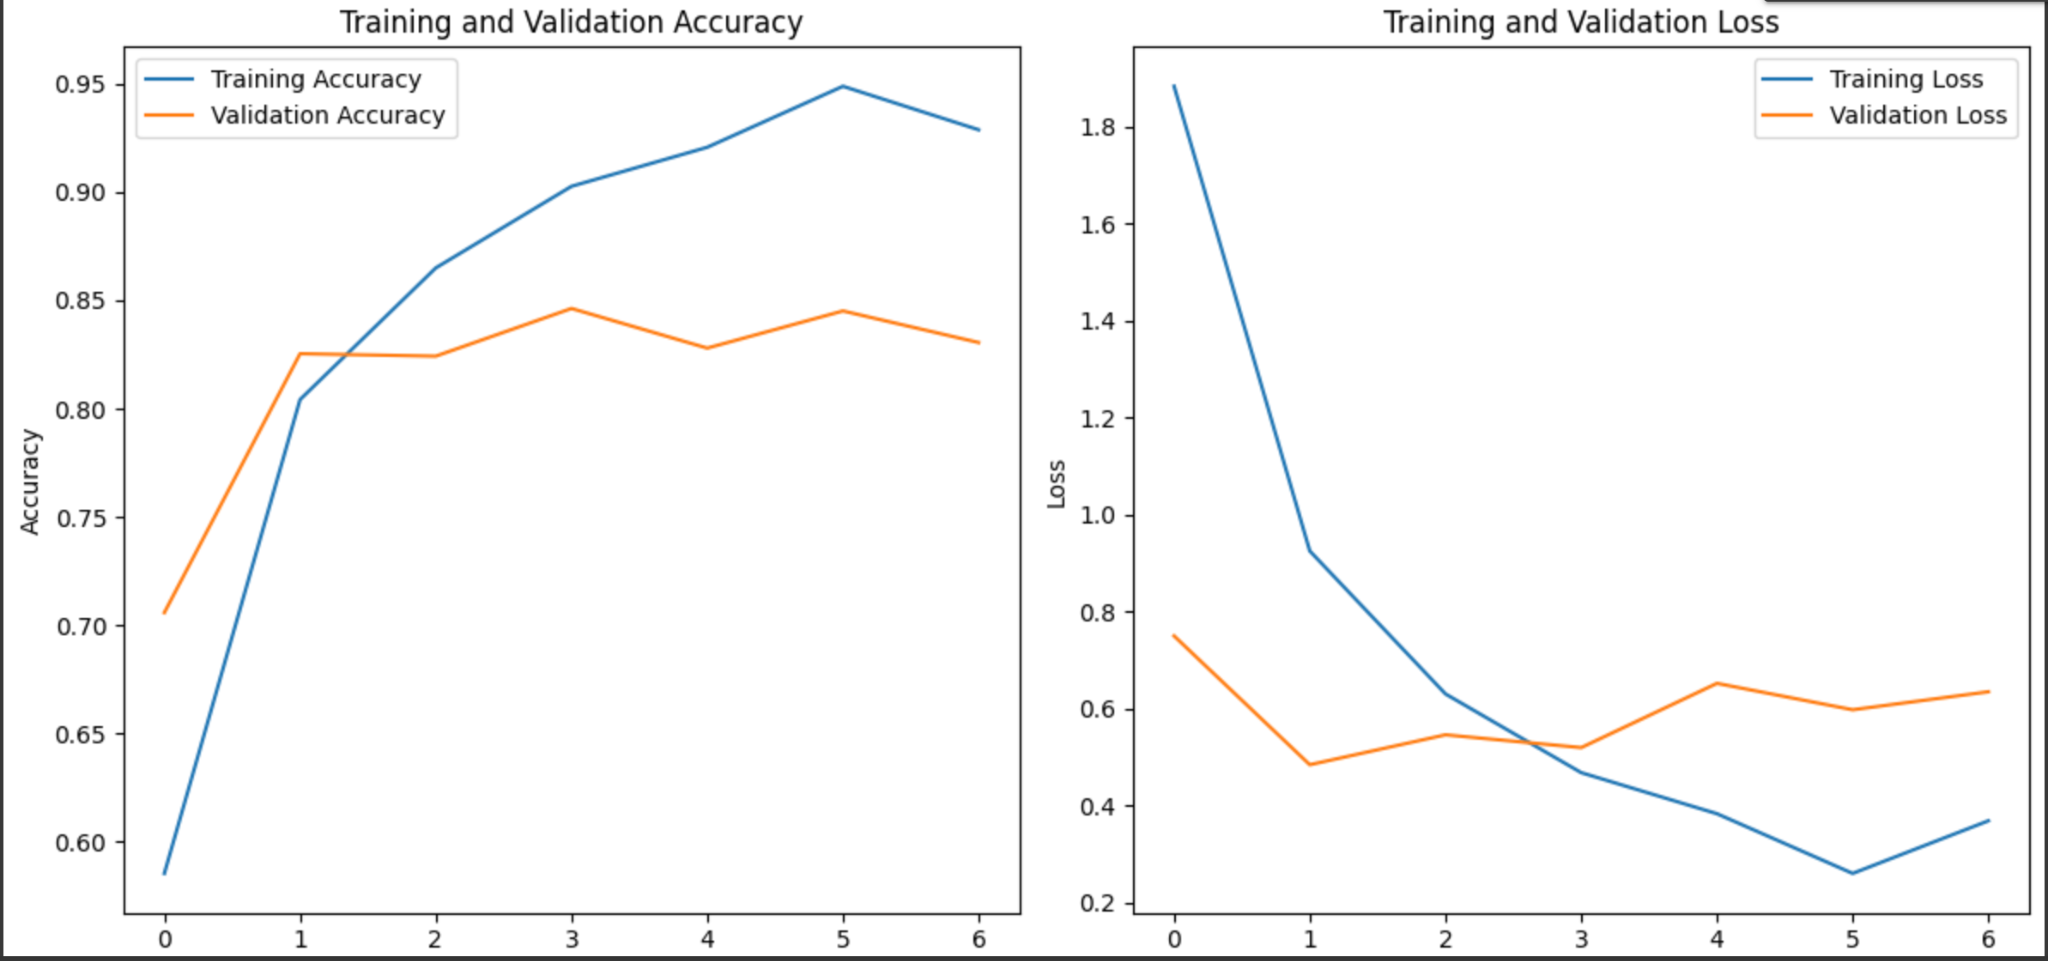 Training and Validation Accuracy
Training Accuracy
Validation Accuracy
0.95
0.90
0.85
0.80
0.75
0.70
0.65
0.60
Accuracy
0 1 2 3 4 5 6
Training and Validation Loss
Training Loss
Validation Loss
1.8
1.6
1.4
1.2
1.0
0.8
0.6
0.4
0.2
Loss
0 1 2 3 4 5 6